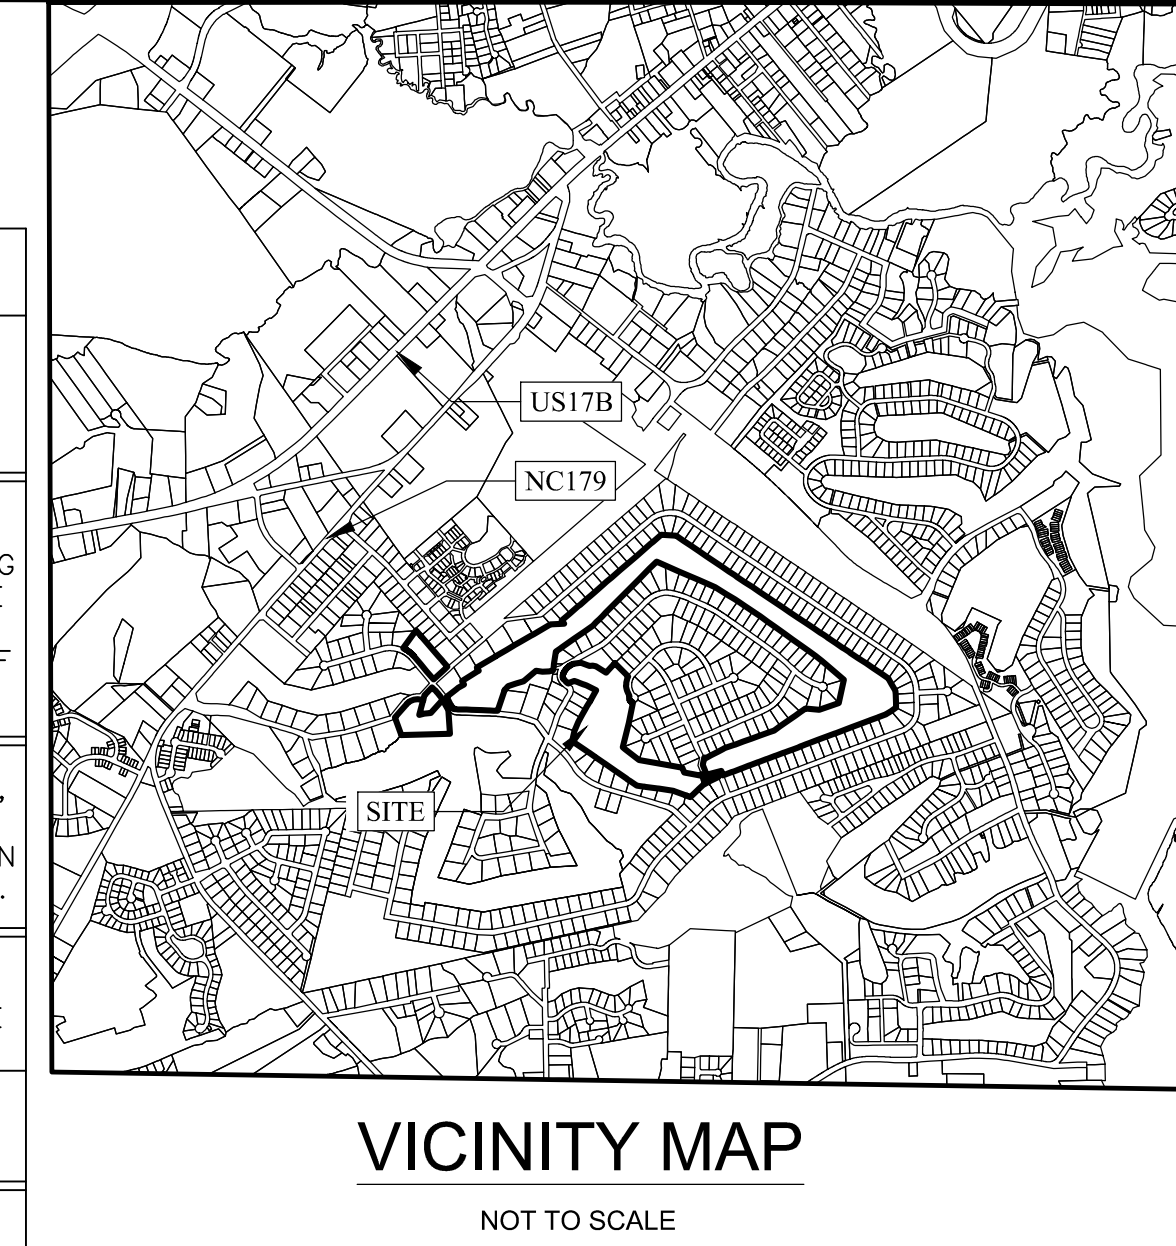 G
F
,
N
.
US17B
NC179
SITE
VICINITY MAP
NOT TO SCALE